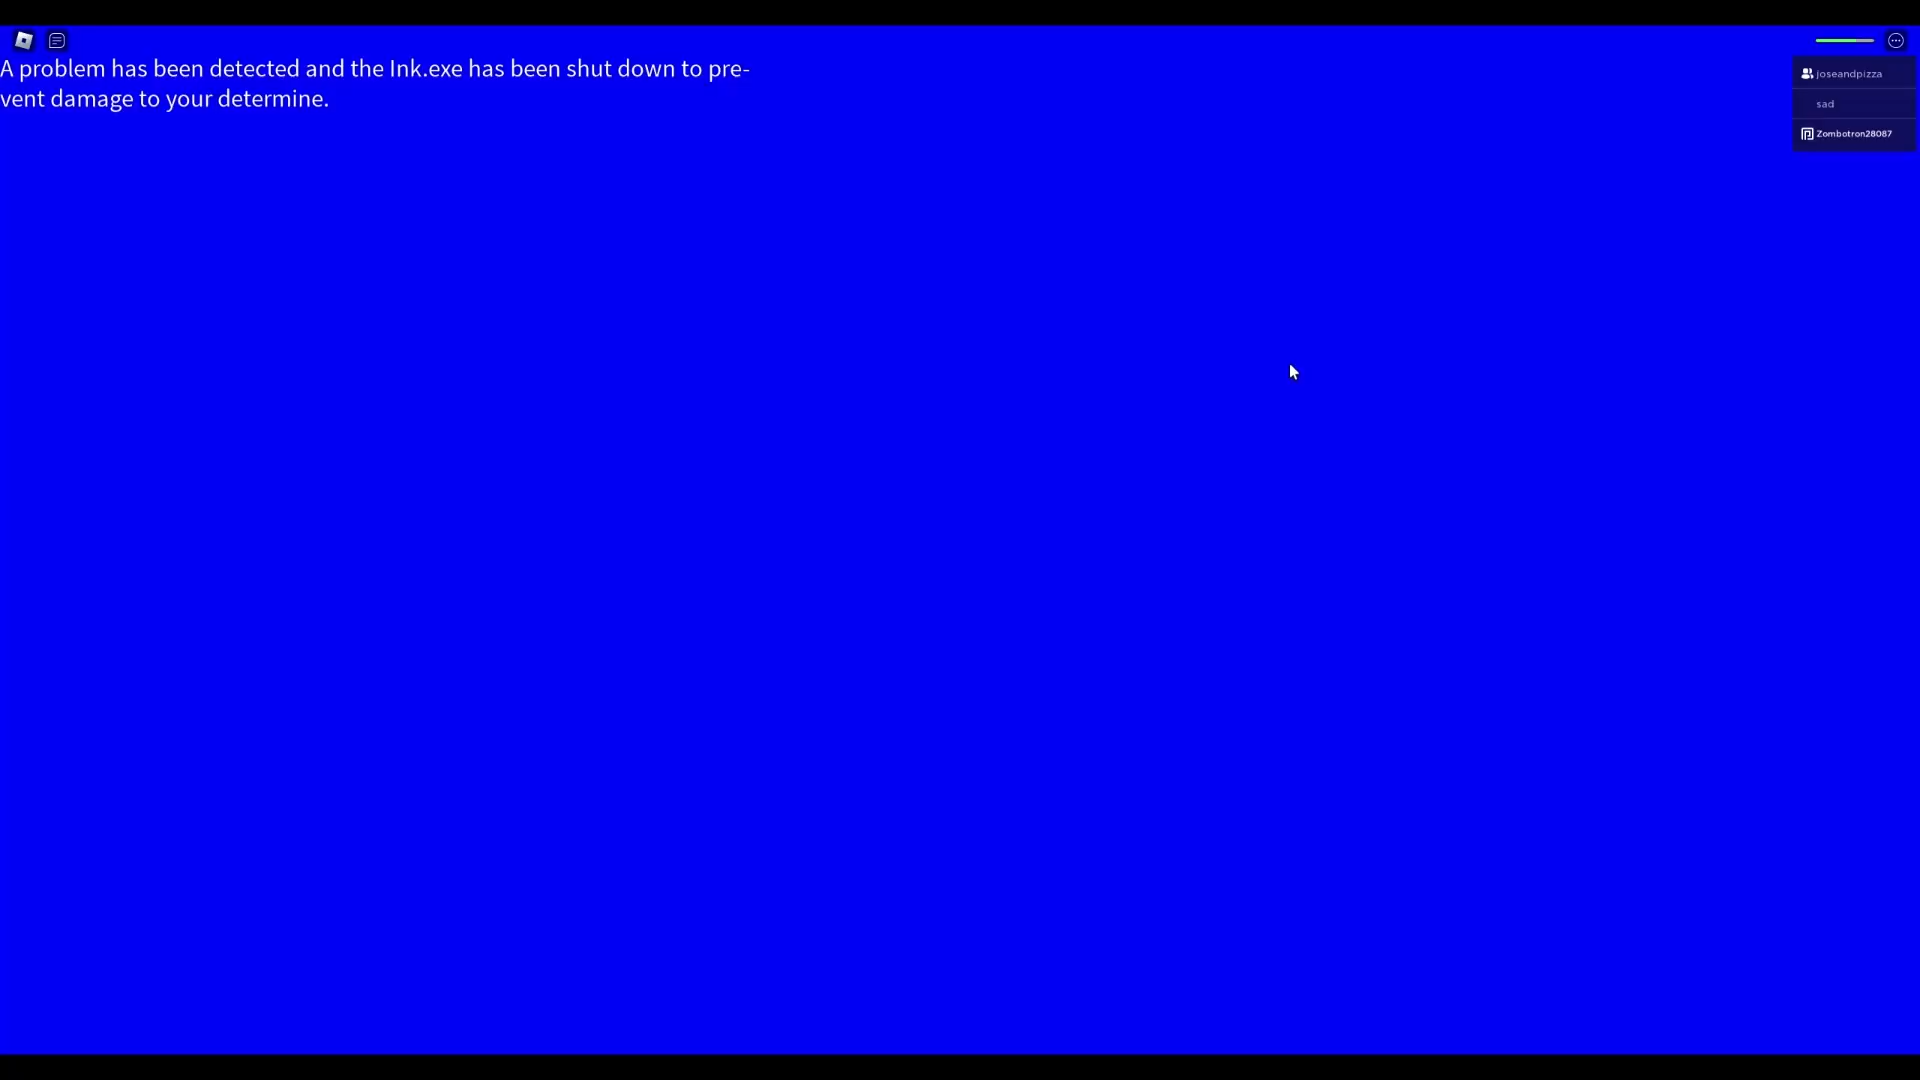 A problem has been detected and the Ink.exe has been shut down to pre-
vent damage to your determine.
joseandpizza
sad
Zombotron28087